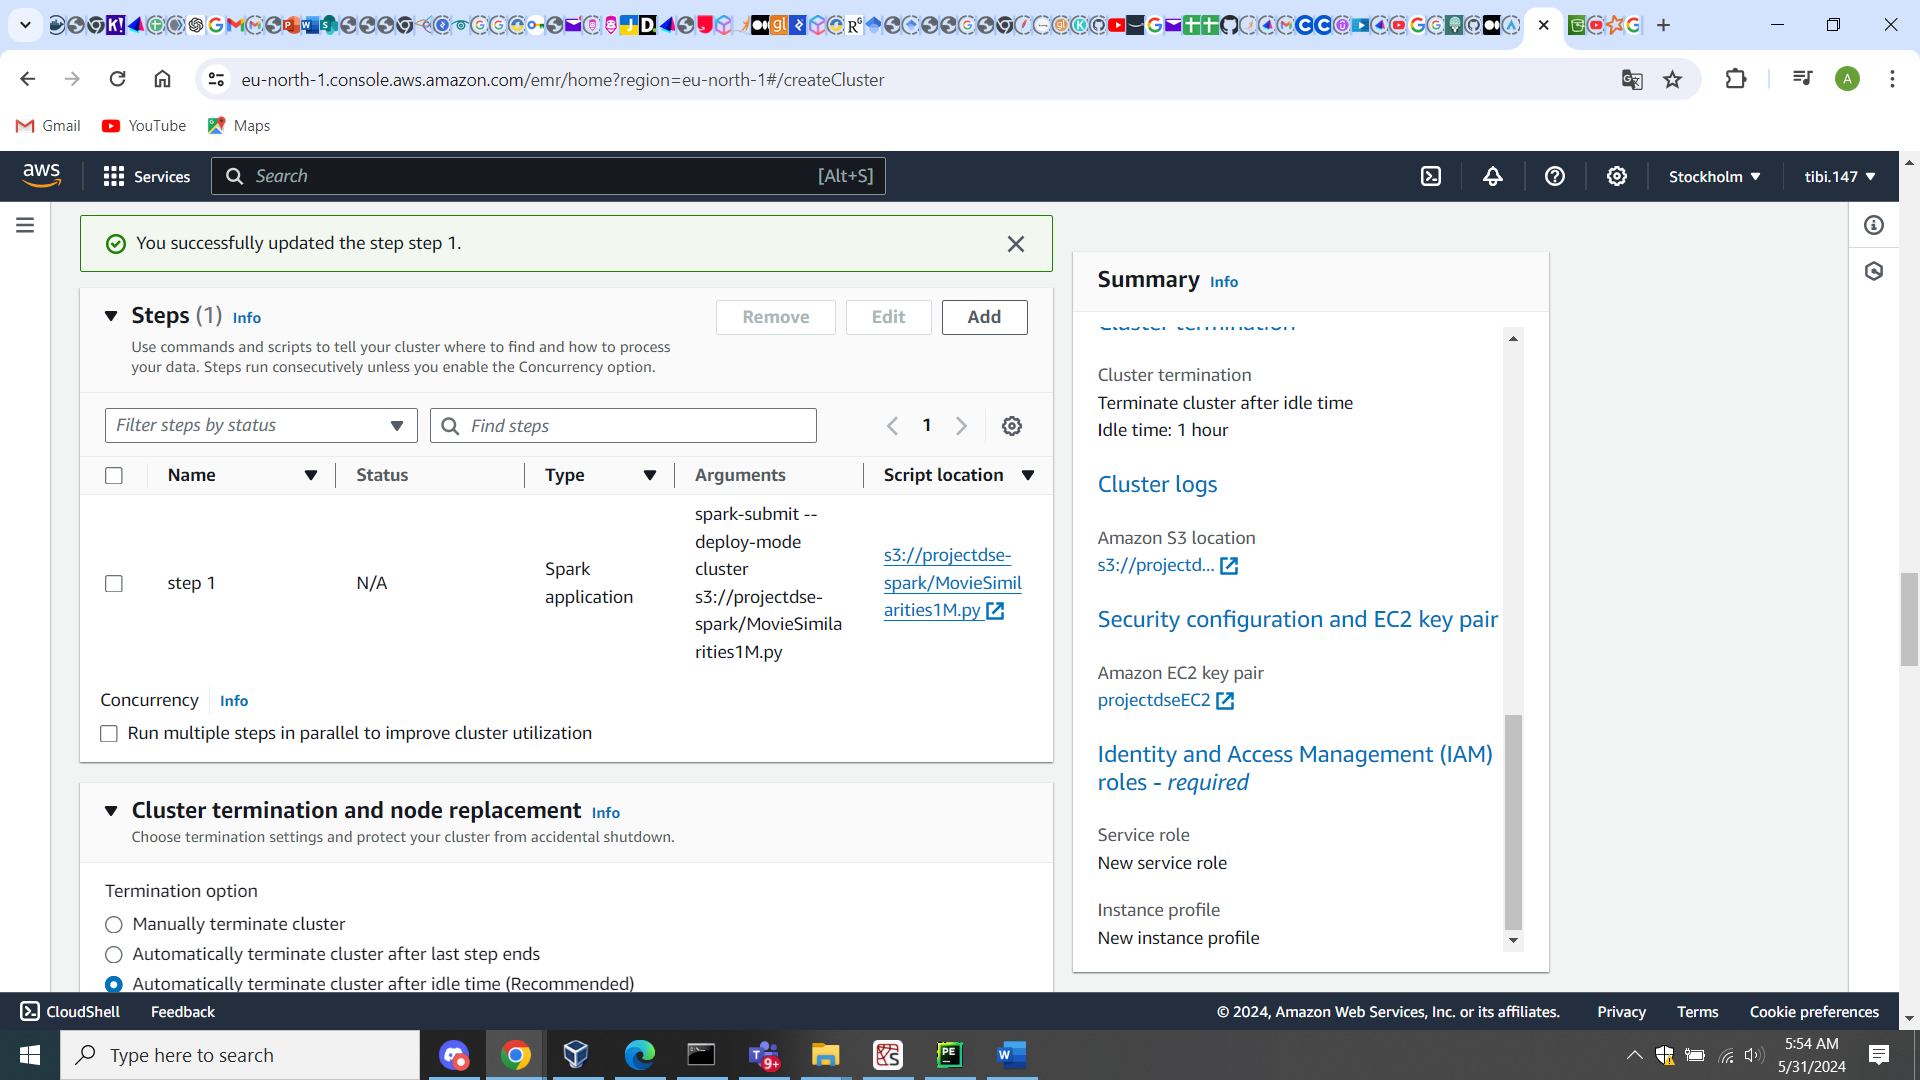 eu-north-1.console.aws.amazon.com/emr/home?region=eu-north-1#/createCluster
A
Gmail
YouTube
Maps
aws
Services
Search
[Alt+S]
Stockholm
tibi.147
You successfully updated the step step 1.
Steps (1) Info
Remove
Edit
Add
Use commands and scripts to tell your cluster where to find and how to process
your data. Steps run consecutively unless you enable the Concurrency option.
Filter steps by status
Find steps
1
Name
Status
Type
Arguments
Script location
step 1
N/A
Spark
application
spark-submit --
deploy-mode
cluster
s3://projectdse-
spark/MovieSimila
rities1M.py
s3://projectdse-
spark/MovieSimil
arities1M.py
Concurrency
Info
Run multiple steps in parallel to improve cluster utilization
Cluster termination and node replacement Info
Choose termination settings and protect your cluster from accidental shutdown.
Termination option
Manually terminate cluster
Automatically terminate cluster after last step ends
Automatically terminate cluster after idle time (Recommended)
Summary Info
Cluster termination
Cluster termination
Terminate cluster after idle time
Idle time: 1 hour
Cluster logs
Amazon S3 location
s3://projectd...
Security configuration and EC2 key pair
Amazon EC2 key pair
projectdseEC2
Identity and Access Management (IAM)
roles - required
Service role
New service role
Instance profile
New instance profile
CloudShell
Feedback
© 2024, Amazon Web Services, Inc. or its affiliates.
Privacy
Terms
Cookie preferences
Type here to search
9+
PE
W
5:54 AM
5/31/2024